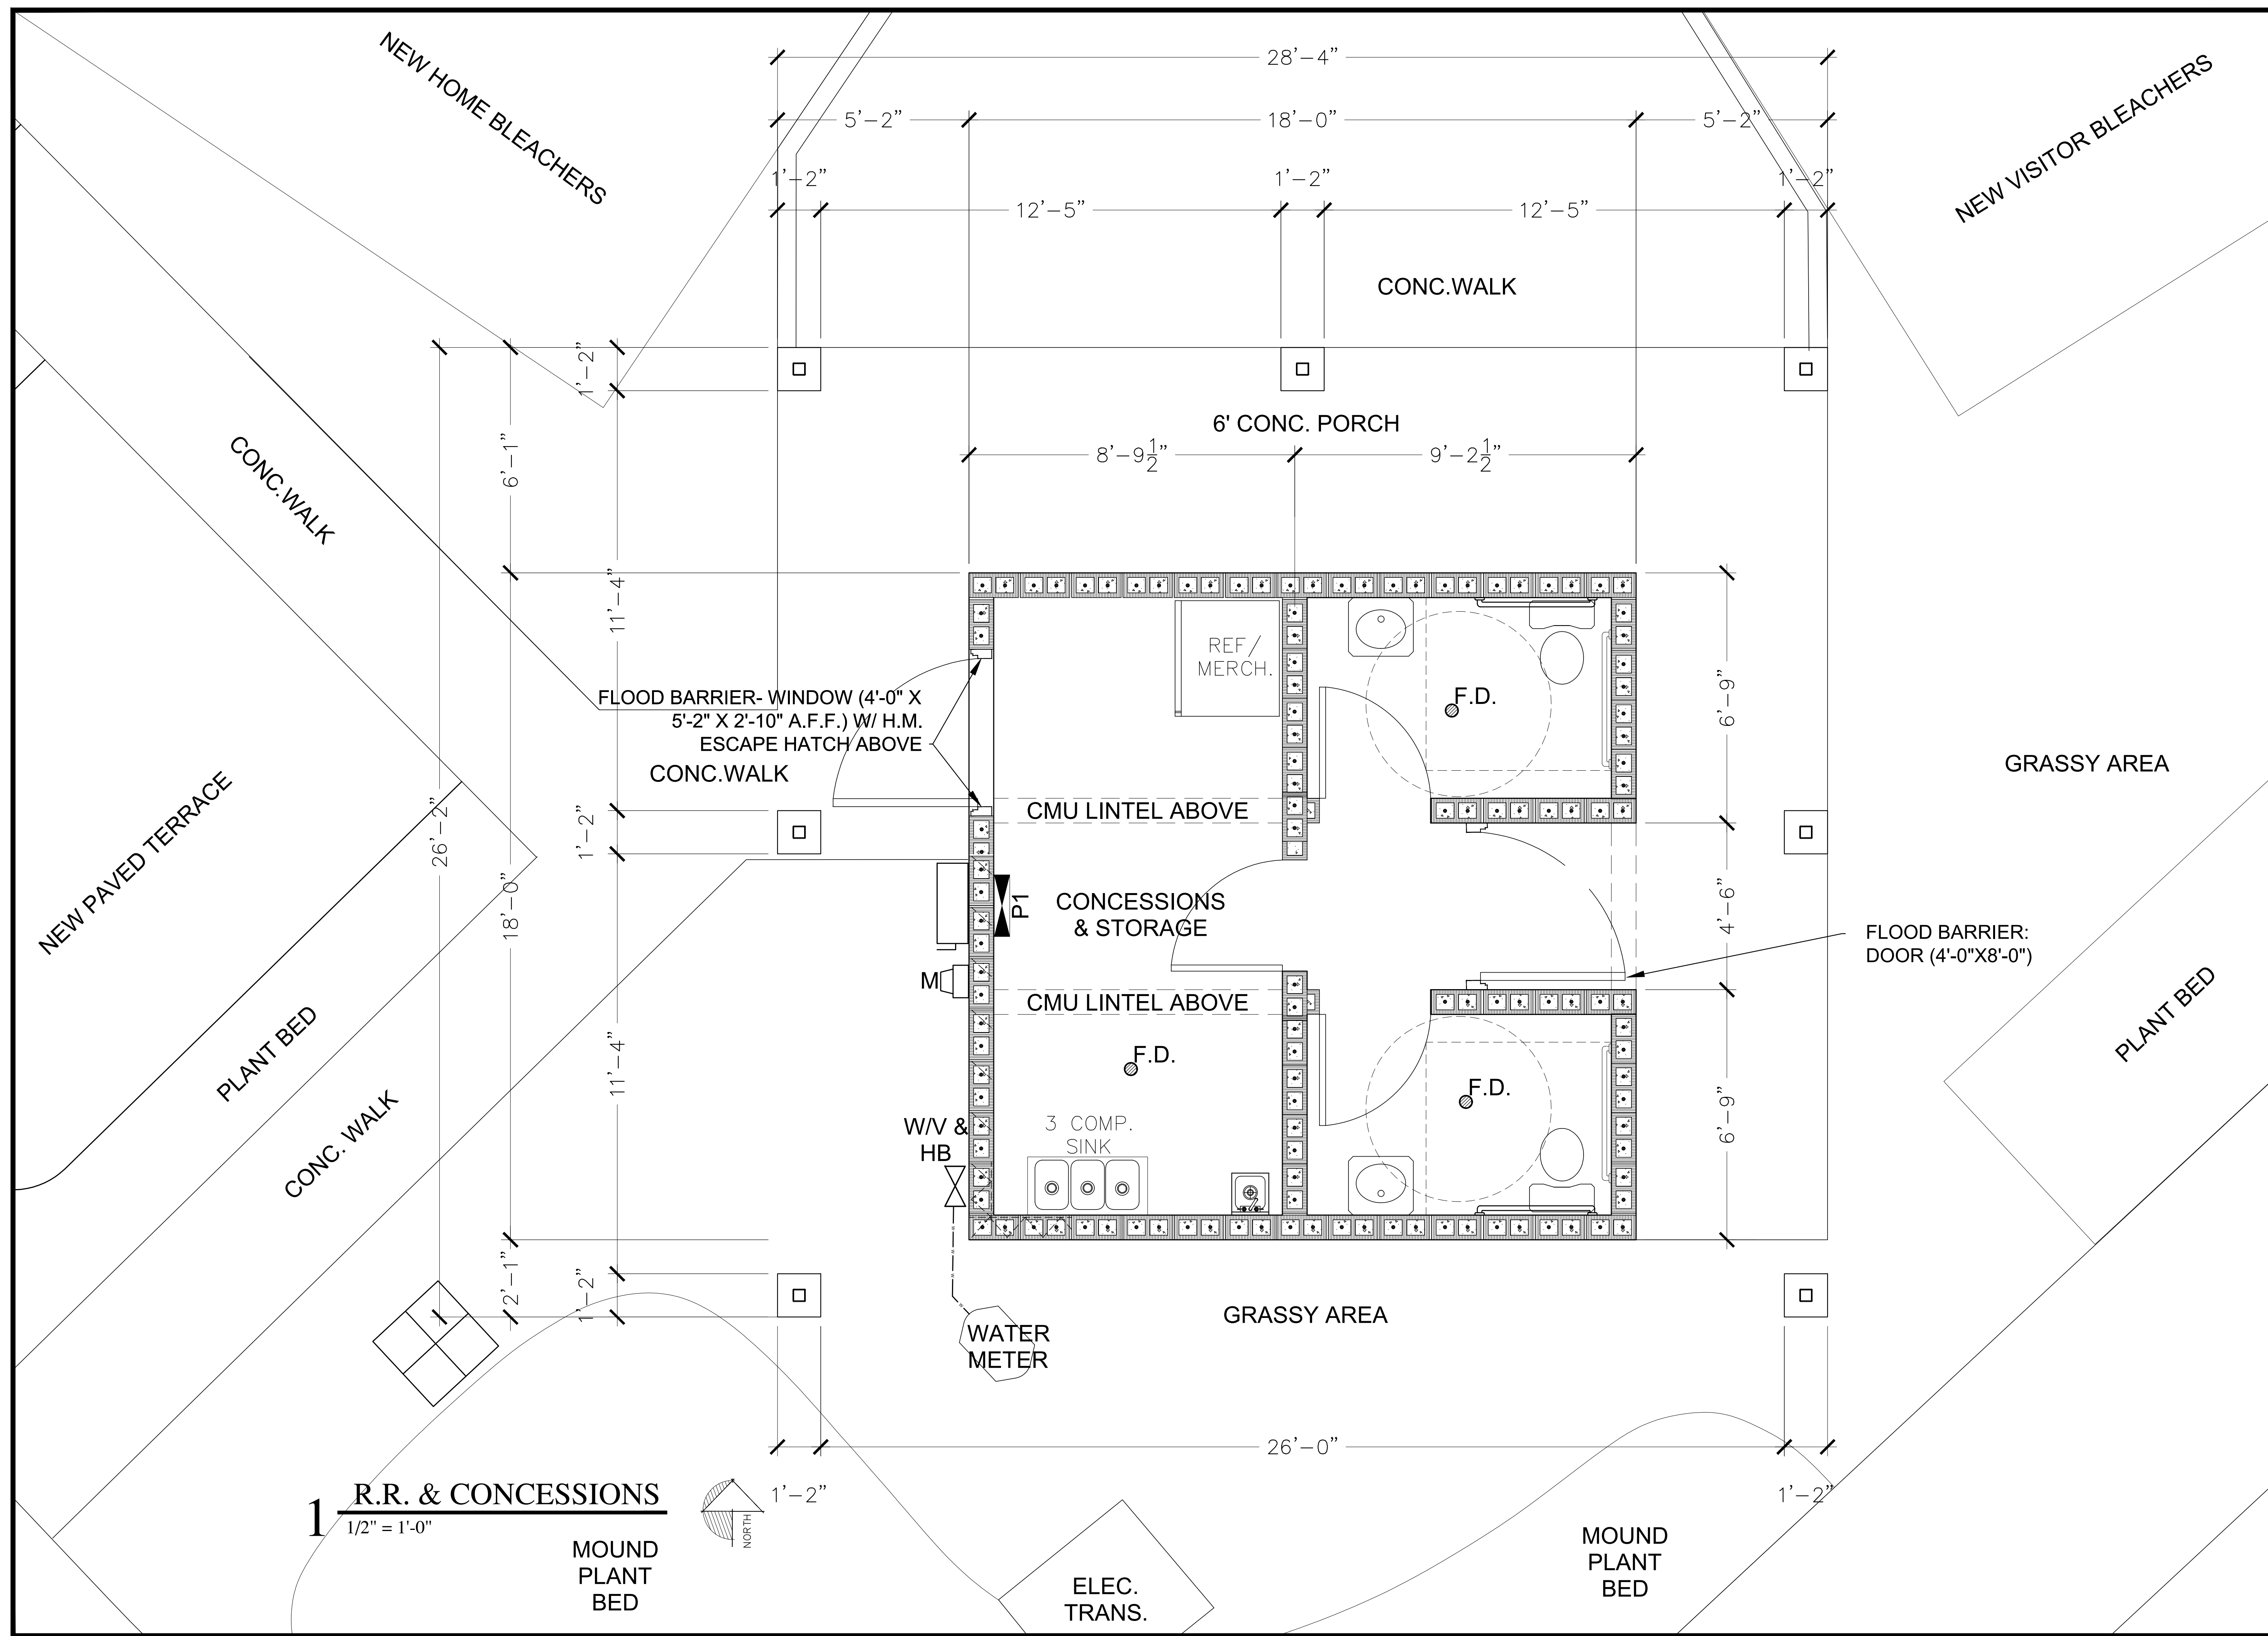 NEW HOME BLEACHERS
28'-4"
NEW VISITOR BLEACHERS
5'-2"
18'-0"
5'-2"
1'-2"
1'-2"
1'-2"
12'-5"
12'-5"
CONC.WALK
1'-2"
6' CONC. PORCH
6'-1"
8'-9 1/2"
9'-2 1/2"
CONC.WALK
11'-4"
REF/
MERCH.
FLOOD BARRIER- WINDOW (4'-0" X
5'-2" X 2'-10" A.F.F.) W/ H.M.
ESCAPE HATCH ABOVE
F.D.
6'-9"
CONC.WALK
GRASSY AREA
NEW PAVED TERRACE
26'-2"
1'-2"
CMU LINTEL ABOVE
18'-0"
P1
CONCESSIONS
& STORAGE
4'-6"
FLOOD BARRIER:
DOOR (4'-0"X8'-0")
M
CMU LINTEL ABOVE
PLANT BED
PLANT BED
11'-4"
F.D.
F.D.
6'-9"
CONC. WALK
W/V &
HB
3 COMP.
SINK
2'-1"
1'-2"
GRASSY AREA
WATER
METER
26'-0"
1'-2"
1'-2"
1
R.R. & CONCESSIONS
1/2" = 1'-0"
NORTH
MOUND
PLANT
BED
ELEC.
TRANS.
MOUND
PLANT
BED